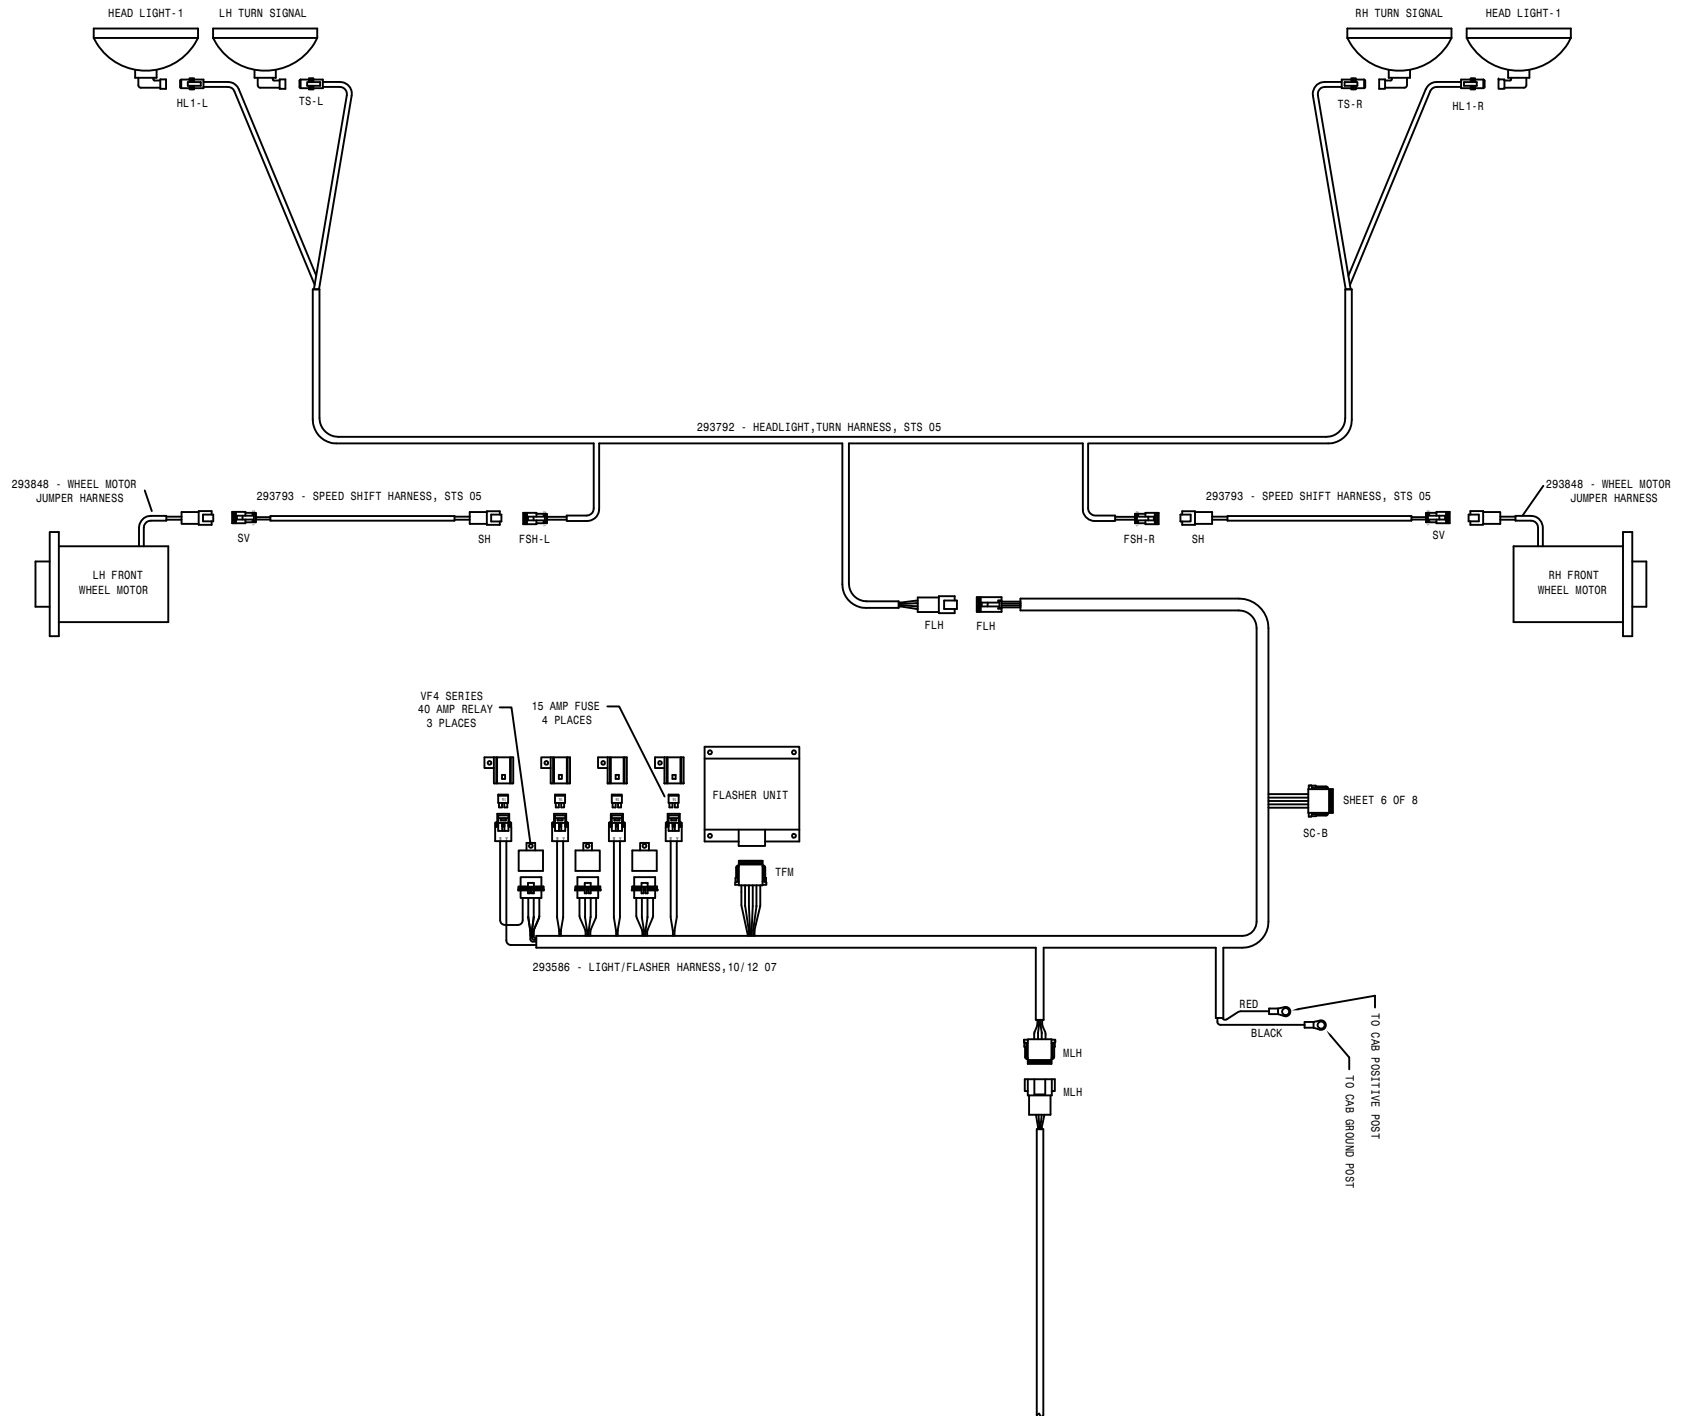 HEAD LIGHT-1
LH TURN SIGNAL
RH TURN SIGNAL
HEAD LIGHT-1
HL1-L
TS-L
TS-R
HL1-R
293792 - HEADLIGHT,TURN HARNESS, STS 05
293848 - WHEEL MOTOR
JUMPER HARNESS
293793 - SPEED SHIFT HARNESS, STS 05
293793 - SPEED SHIFT HARNESS, STS 05
293848 - WHEEL MOTOR
JUMPER HARNESS
SV
SH
FSH-L
FSH-R
SH
SV
LH FRONT
WHEEL MOTOR
RH FRONT
WHEEL MOTOR
FLH
FLH
VF4 SERIES
40 AMP RELAY
3 PLACES
15 AMP FUSE
4 PLACES
FLASHER UNIT
SHEET 6 OF 8
SC-B
TFM
293586 - LIGHT/FLASHER HARNESS,10/12 07
RED
BLACK
TO CAB POSITIVE POST
TO CAB GROUND POST
MLH
MLH